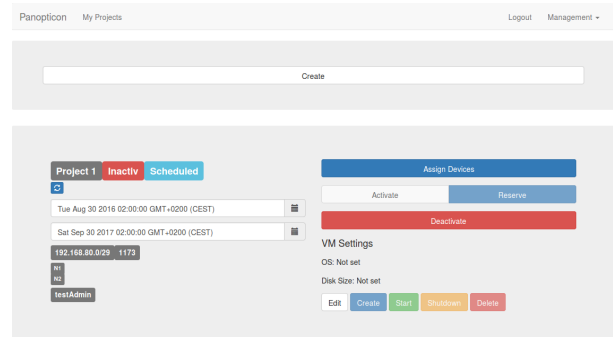 Panopticon My Projects Logout Management
Create
Project 1 Inactiv Scheduled
Tue Aug 30 2016 02:00:00 GMT+0200 (CEST)
Sat Sep 30 2017 02:00:00 GMT+0200 (CEST)
192.168.80.0/29 1173
N1
N2
testAdmin
Assign Devices
Activate Reserve
Deactivate
VM Settings
OS: Not set
Disk Size: Not set
Edit Create Start Shutdown Delete